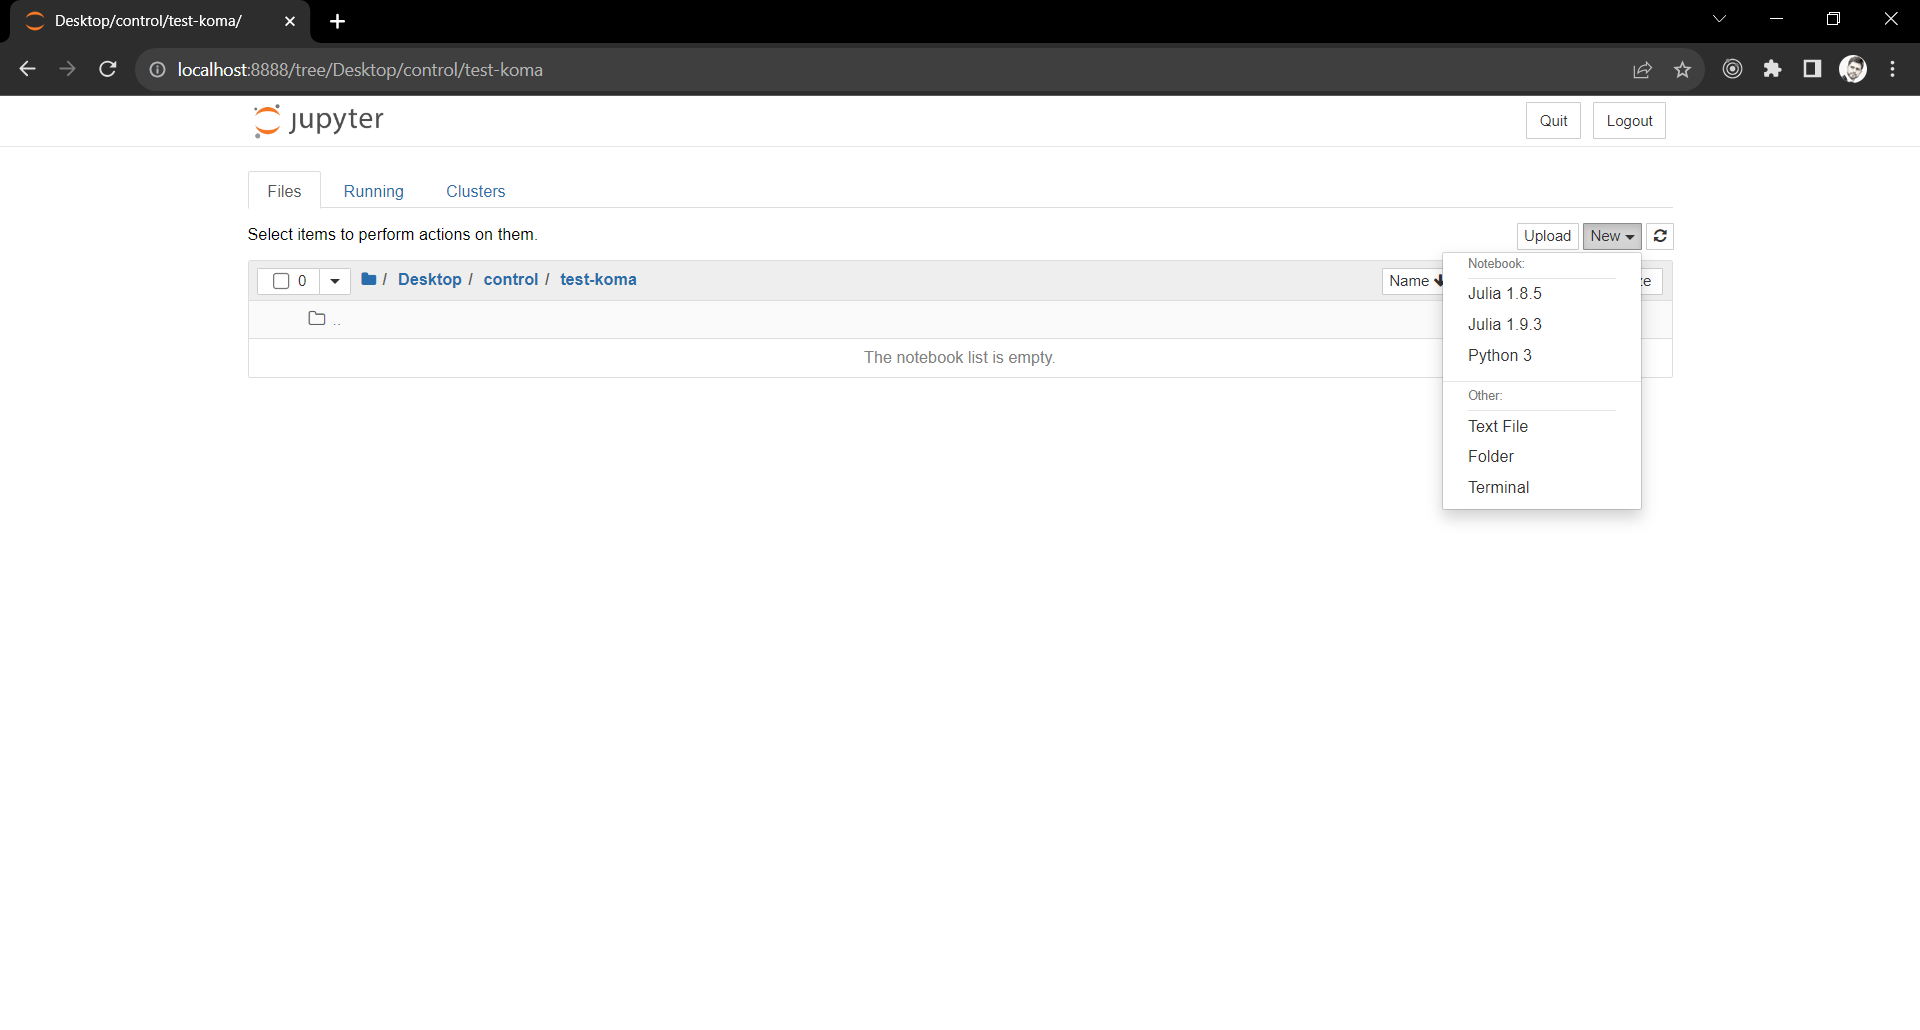 Desktop/control/test-koma/
localhost:8888/tree/Desktop/control/test-koma
jupyter
Quit
Logout
Files
Running
Clusters
Select items to perform actions on them.
Upload
New
0
/ Desktop / control / test-koma
Name
..
The notebook list is empty.
Notebook:
Julia 1.8.5
Julia 1.9.3
Python 3
Other:
Text File
Folder
Terminal